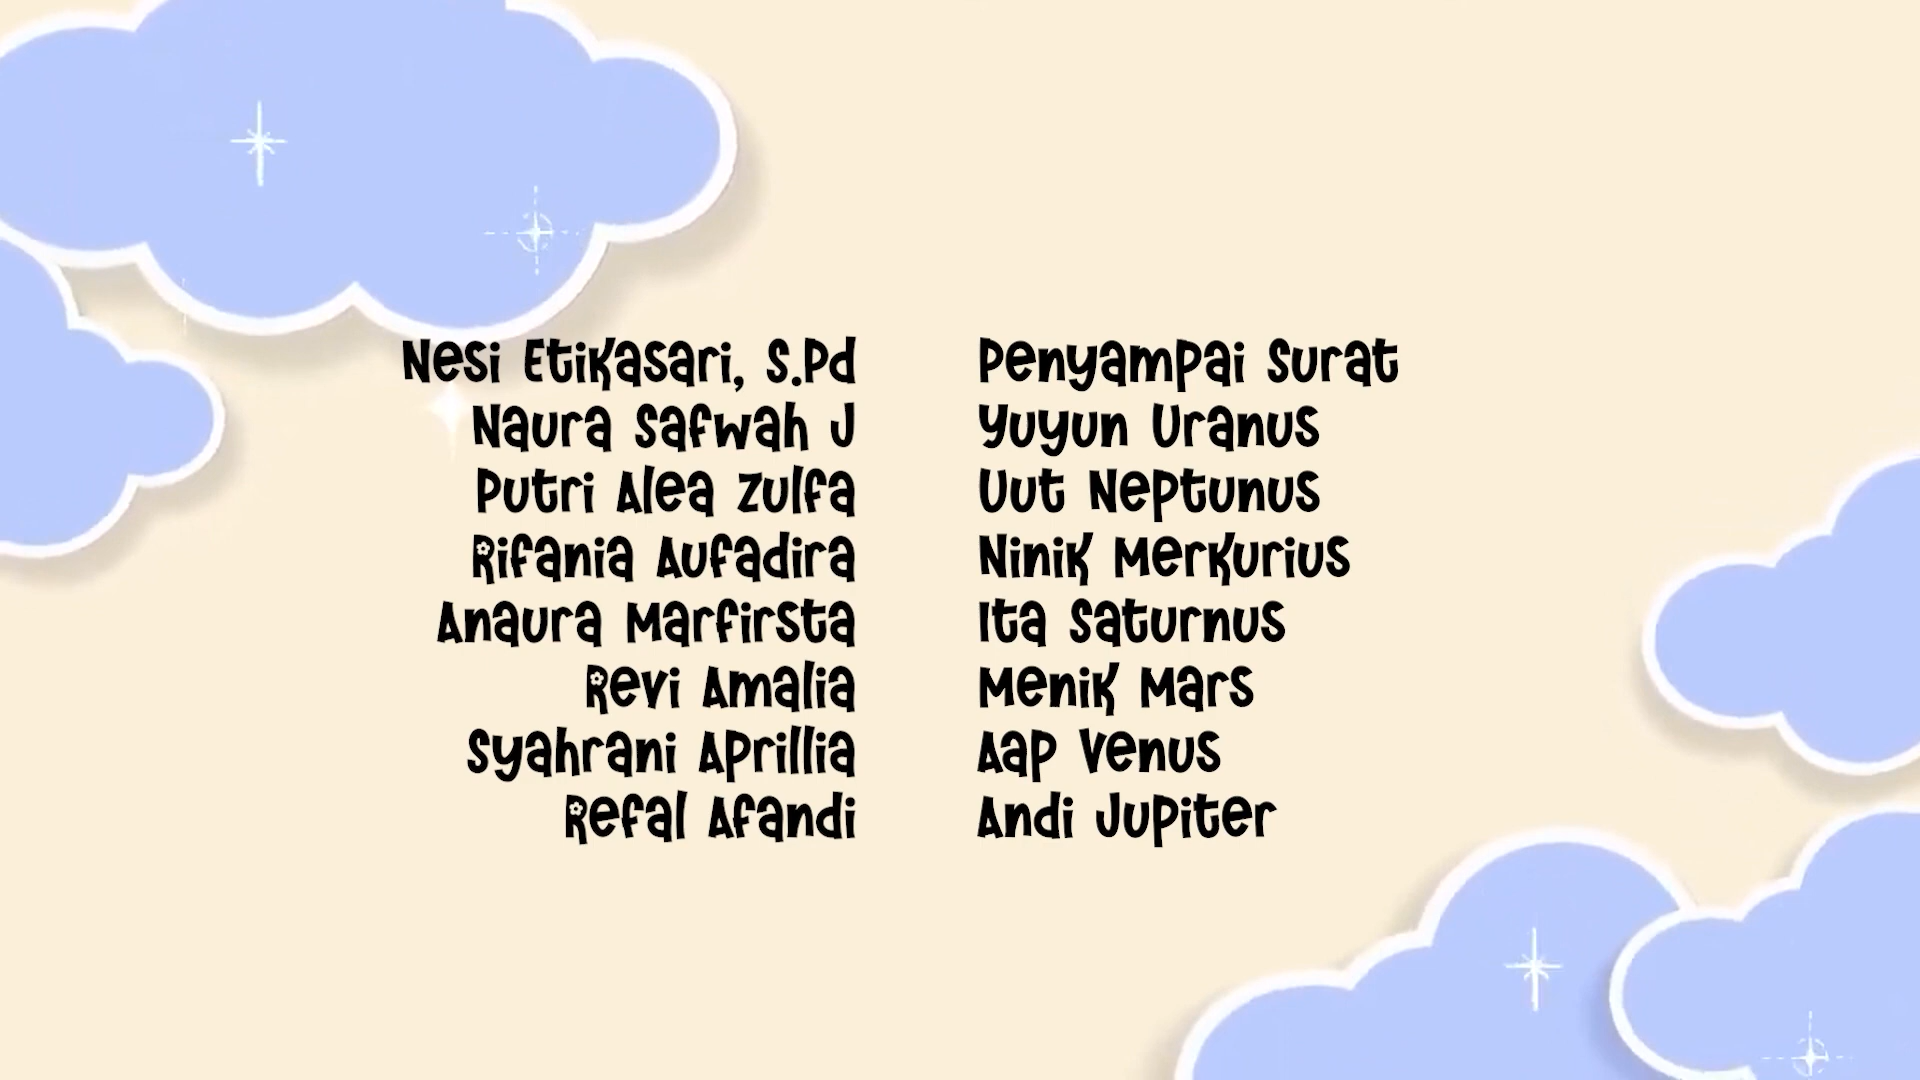 Nesi Etikasari, S.Pd Penyampai Surat
Naura Safwah J Yuyun Uranus
Putri Alea Zulfa Uut Neptunus
Rifania Aufadira Ninik Merkurius
Anaura Marfirsta Ita Saturnus
Revi Amalia Menik Mars
Syahrani Aprillia Aap Venus
Refal Afandi Andi Jupiter